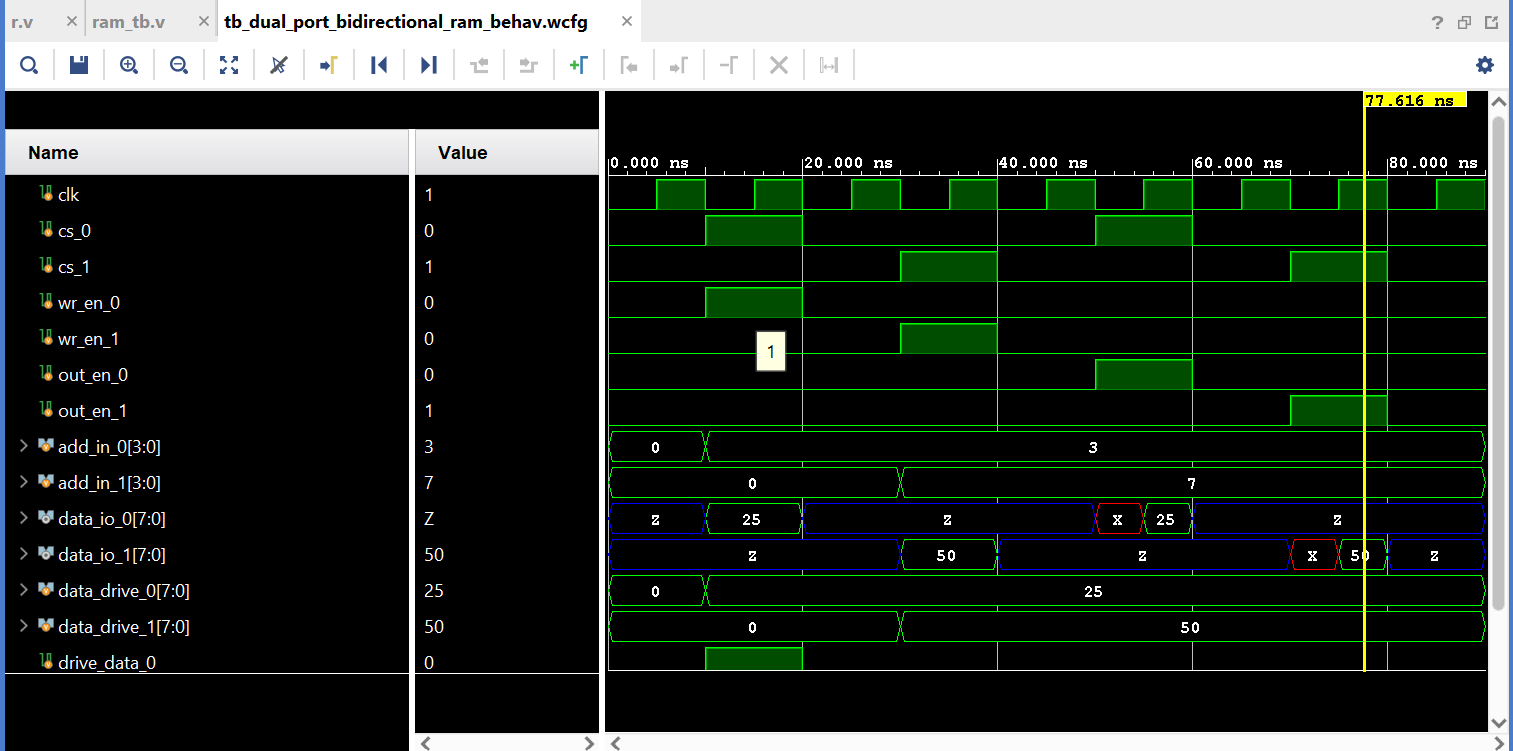 r.v ram_tb.v tb_dual_port_bidirectional_ram_behav.wcfg
77.616 ns
Name Value
0.000 ns 20.000 ns 40.000 ns 60.000 ns 80.000 ns
clk 1
cs_0 0
cs_1 1
wr_en_0 0
wr_en_1 0
1
out_en_0 0
out_en_1 1
add_in_0[3:0] 3 0 3
add_in_1[3:0] 7 0 7
data_io_0[7:0] Z Z 25 Z X 25 Z
data_io_1[7:0] 50 Z 50 Z X 50 Z
data_drive_0[7:0] 25 0 25
data_drive_1[7:0] 50 0 50
drive_data_0 0